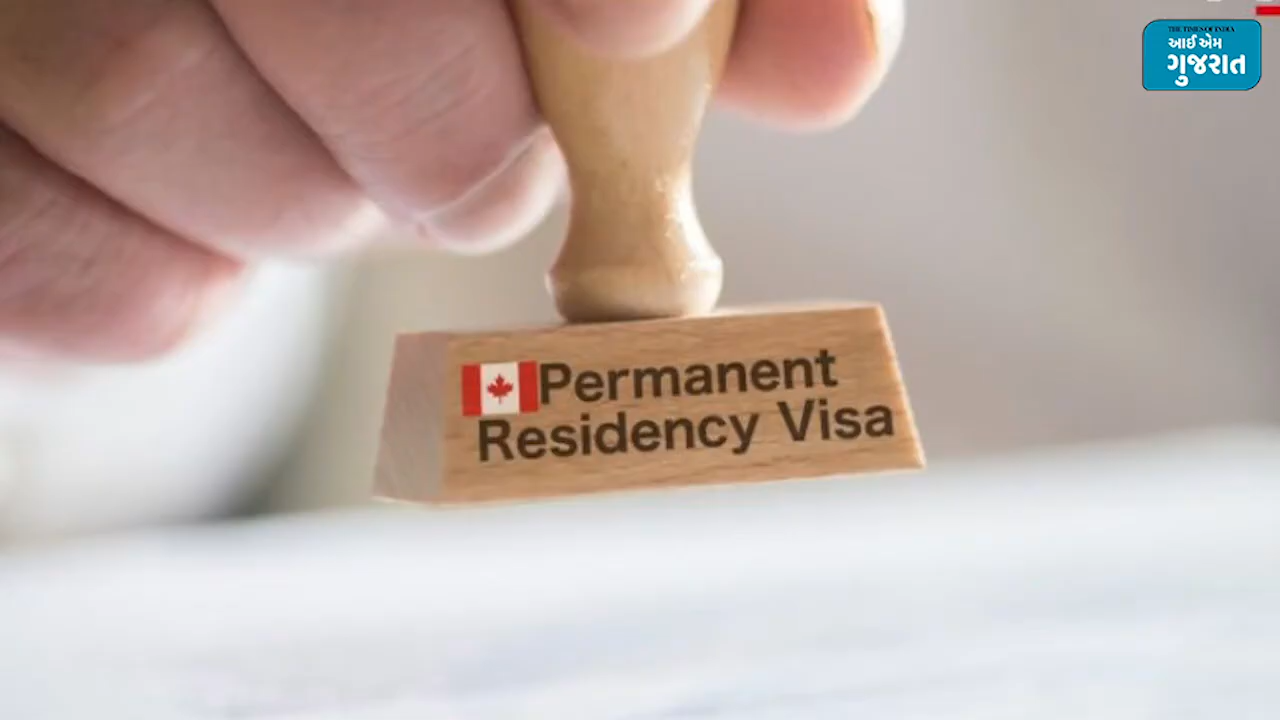 THE TIMES OF INDIA
આઈ એમ
ગુજરાત
Permanent
Residency Visa